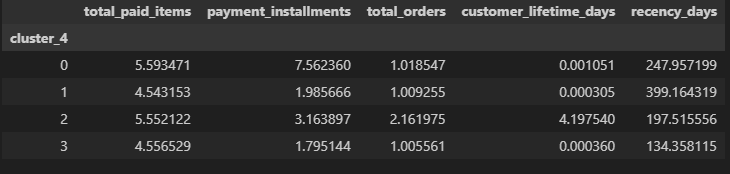 total_paid_items payment_installments total_orders customer_lifetime_days recency_days
cluster_4
0 5.593471 7.562360 1.018547 0.001051 247.957199
1 4.543153 1.985666 1.009255 0.000305 399.164319
2 5.552122 3.163897 2.161975 4.197540 197.515556
3 4.556529 1.795144 1.005561 0.000360 134.358115